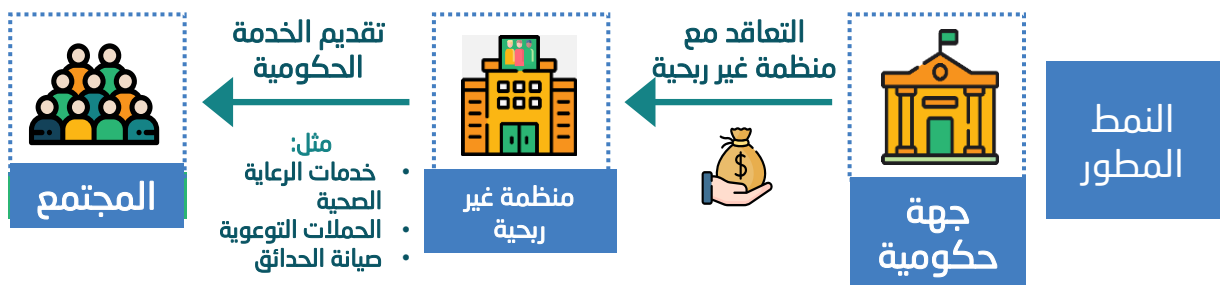 النمط
المطور
جهة
حكومية
التعاقد مع
منظمة غير ربحية
$
منظمة غير
ربحية
تقديم الخدمة
الحكومية
مثل:
• خدمات الرعاية
الصحية
• الحملات التوعوية
• صيانة الحدائق
المجتمع